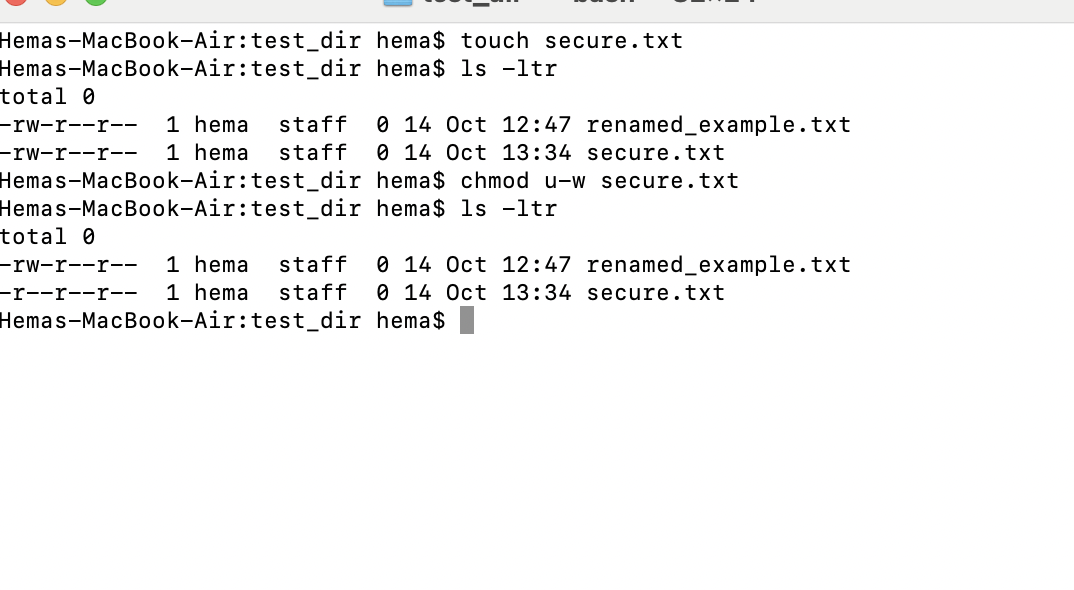 Hemas-MacBook-Air:test_dir hema$ touch secure.txt
Hemas-MacBook-Air:test_dir hema$ ls -ltr
total 0
-rw-r--r--  1 hema  staff  0 14 Oct 12:47 renamed_example.txt
-rw-r--r--  1 hema  staff  0 14 Oct 13:34 secure.txt
Hemas-MacBook-Air:test_dir hema$ chmod u-w secure.txt
Hemas-MacBook-Air:test_dir hema$ ls -ltr
total 0
-rw-r--r--  1 hema  staff  0 14 Oct 12:47 renamed_example.txt
-r--r--r--  1 hema  staff  0 14 Oct 13:34 secure.txt
Hemas-MacBook-Air:test_dir hema$